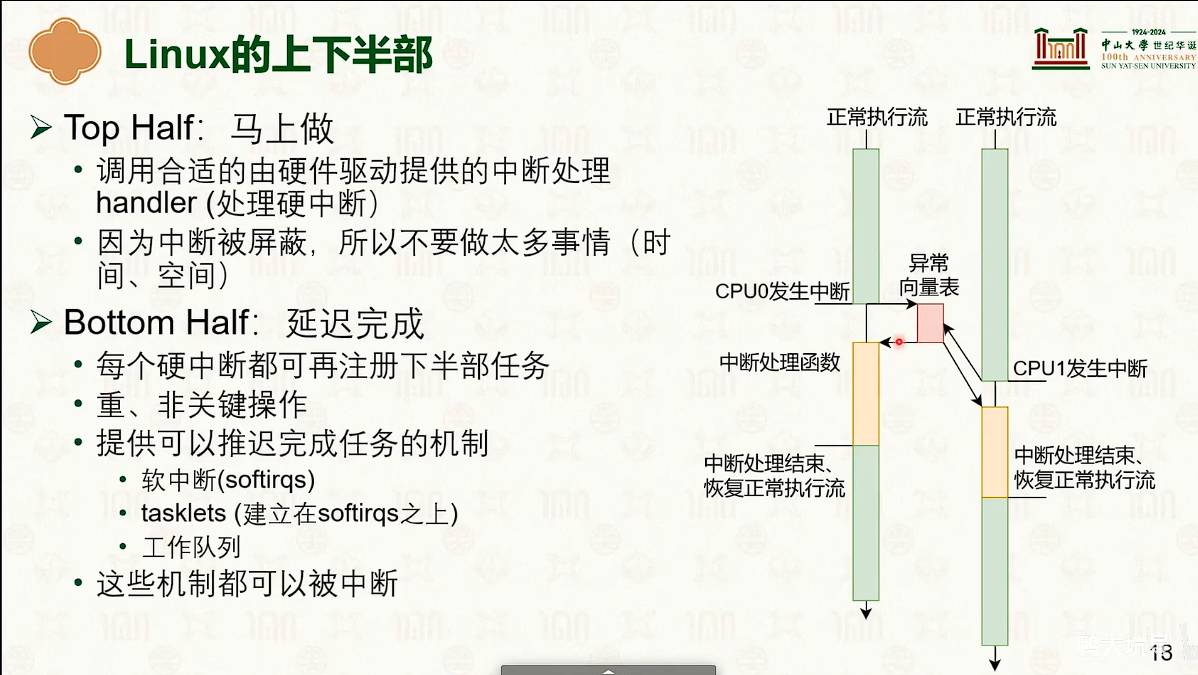 Linux的上下半部
1924-2024
中山大學 世纪华诞
100th ANNIVERSARY
SUN YAT-SEN UNIVERSITY
Top Half：马上做
调用合适的由硬件驱动提供的中断处理
handler (处理硬中断）
因为中断被屏蔽，所以不要做太多事情（时
间、空间）
Bottom Half：延迟完成
每个硬中断都可再注册下半部任务
重、非关键操作
提供可以推迟完成任务的机制
软中断(softirqs)
tasklets (建立在softirqs之上)
工作队列
这些机制都可以被中断
正常执行流
正常执行流
异常
向量表
CPU0发生中断
中断处理函数
CPU1发生中断
中断处理结束、
恢复正常执行流
中断处理结束、
恢复正常执行流
18